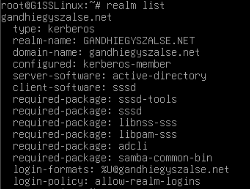 root@G1SSLinux:~# realm list
gandhiegyszalse.net
type: kerberos
realm-name: GANDHIEGYSZALSE.NET
domain-name: gandhiegyszalse.net
configured: kerberos-member
server-software: active-directory
client-software: sssd
required-package: sssd-tools
required-package: sssd
required-package: libnss-sss
required-package: libpam-sss
required-package: adcli
required-package: samba-common-bin
login-formats: %U@gandhiegyszalse.net
login-policy: allow-realm-logins